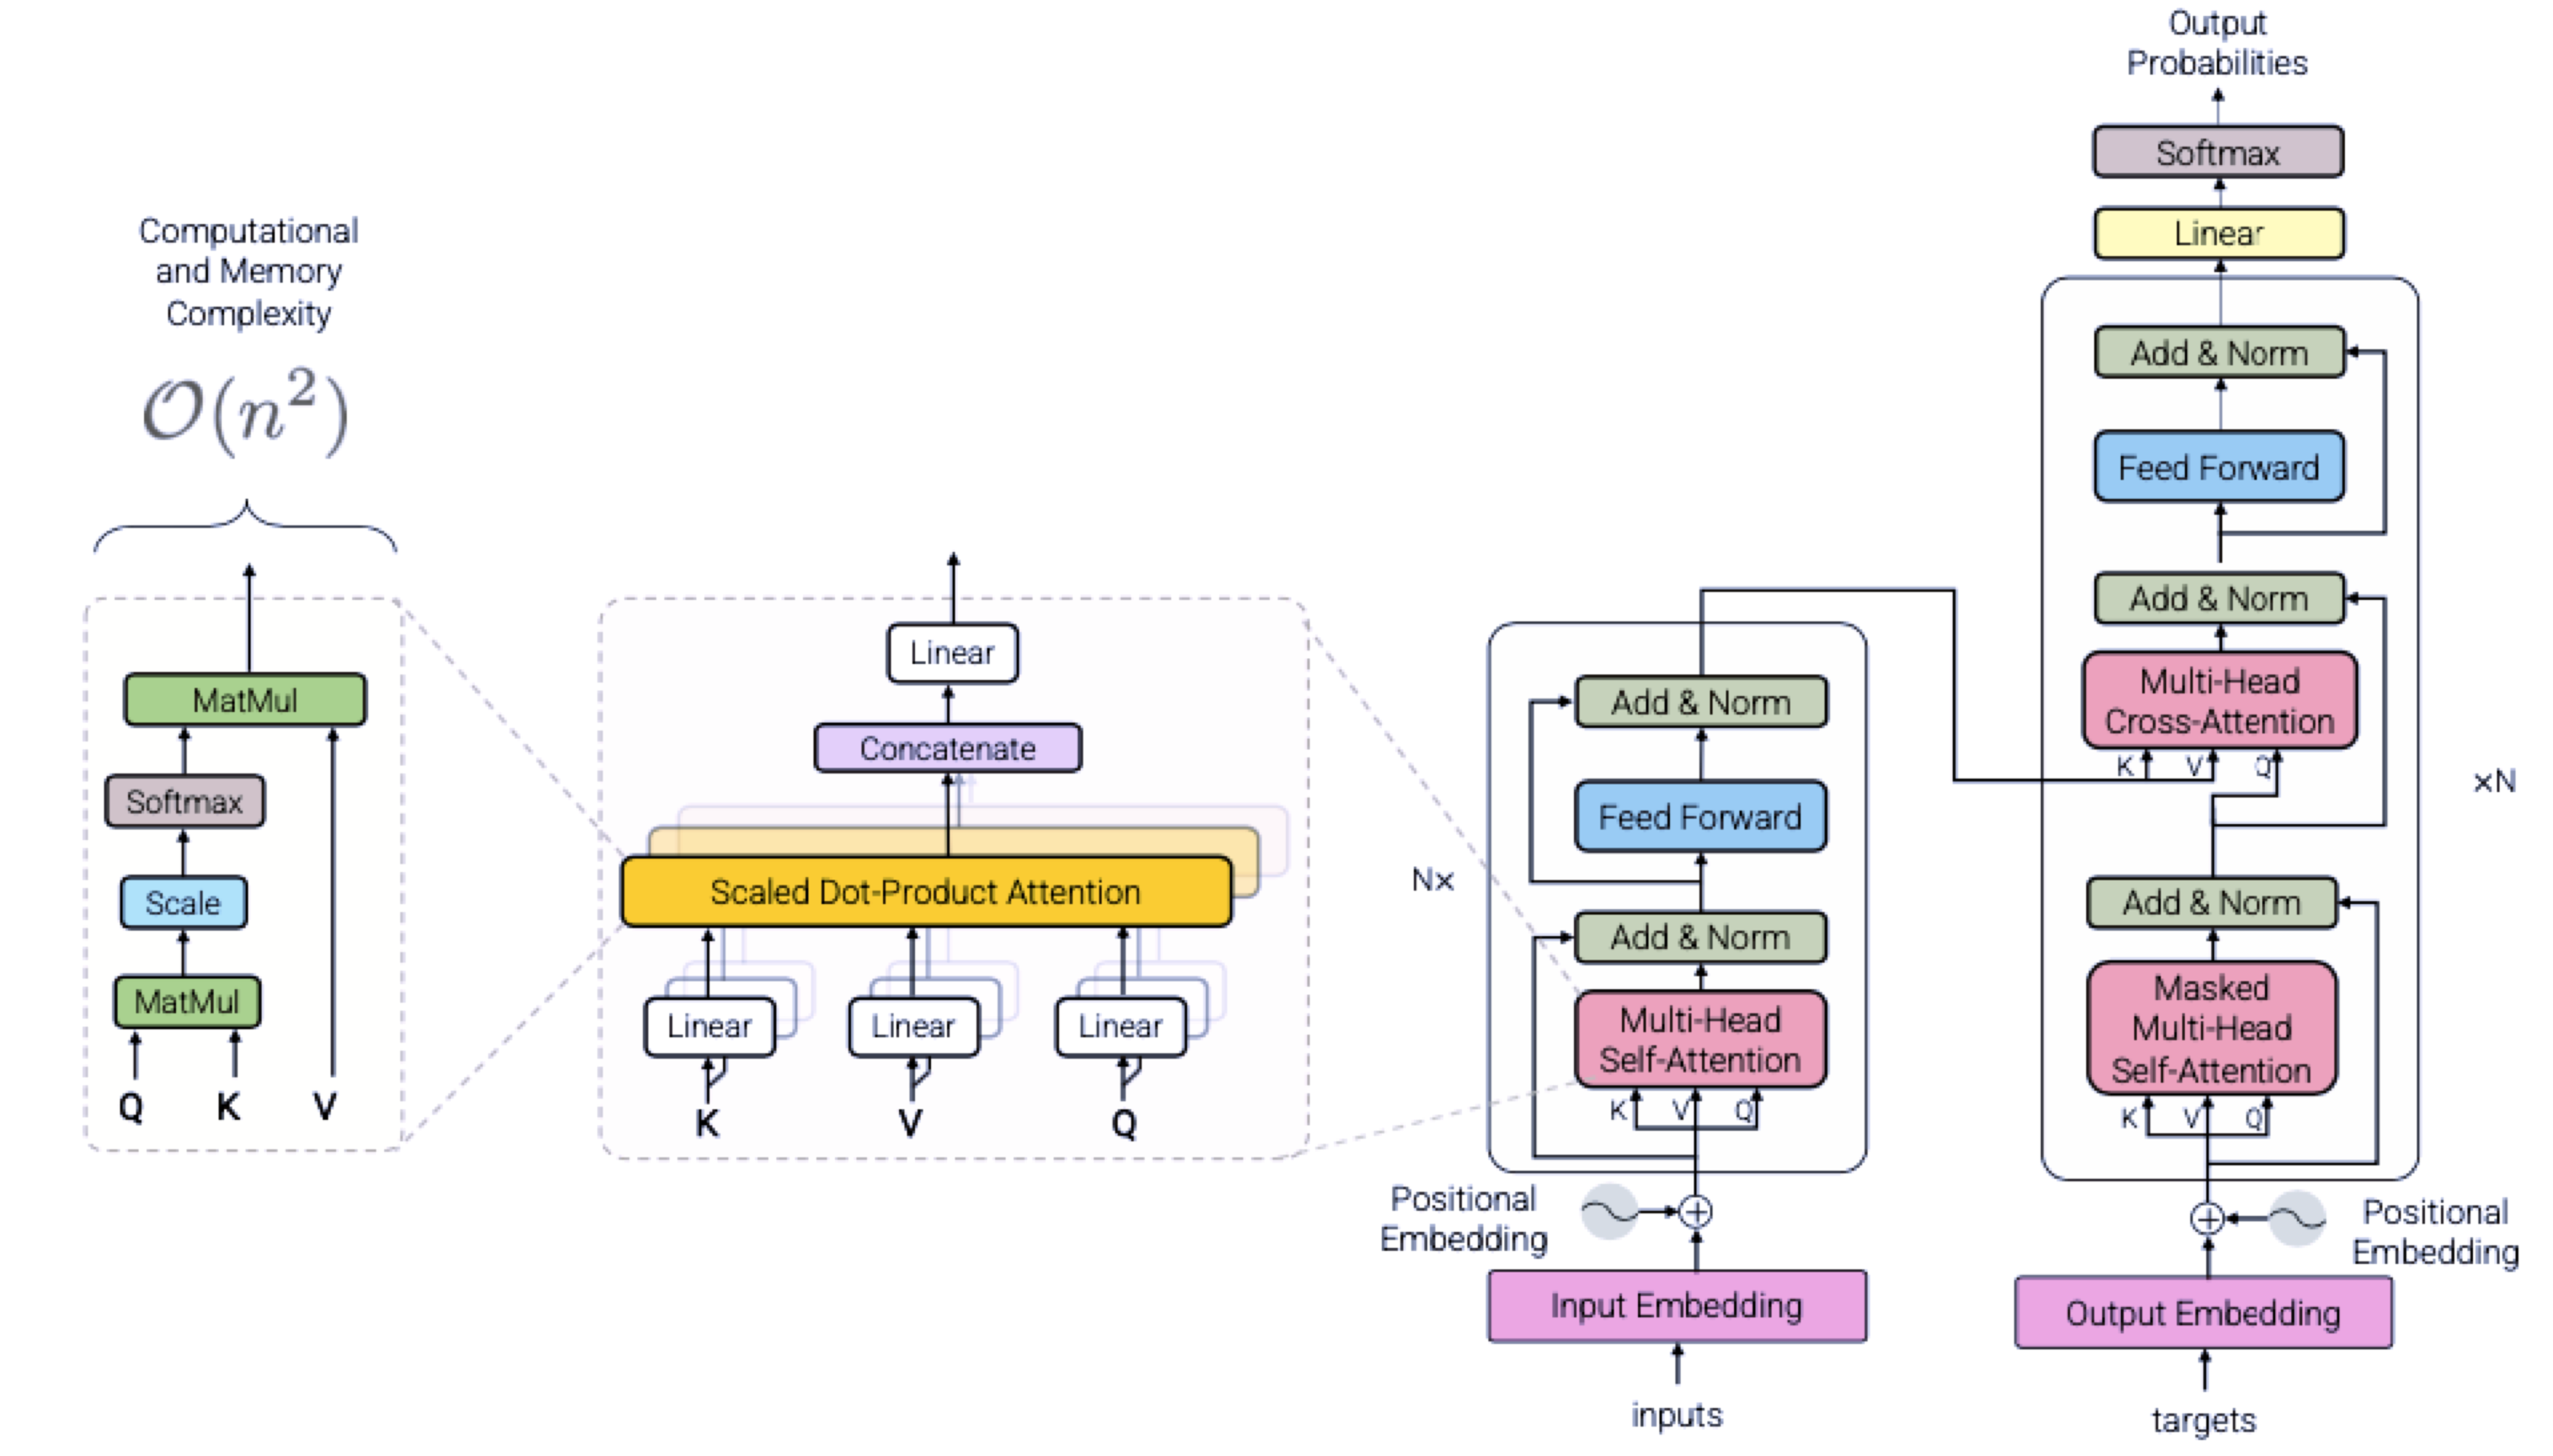 Computational
and Memory
Complexity
O(n²)
MatMul
Softmax
Scale
MatMul
Q K V
Linear
Concatenate
Scaled Dot-Product Attention
Linear Linear Linear
K V Q
N×
Add & Norm
Feed Forward
Add & Norm
Multi-Head
Self-Attention
K V Q
Positional
Embedding
Input Embedding
inputs
Output
Probabilities
Softmax
Linear
Add & Norm
Feed Forward
Add & Norm
Multi-Head
Cross-Attention
K V Q
×N
Add & Norm
Masked
Multi-Head
Self-Attention
K V Q
Positional
Embedding
Output Embedding
targets